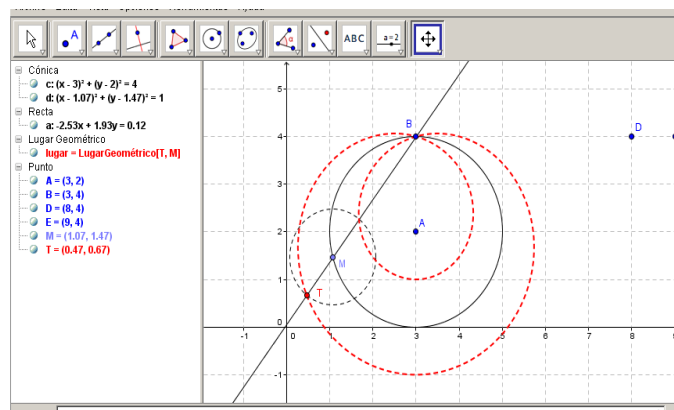 A
ABC
a=2
Cónica
c: (x - 3)² + (y - 2)² = 4
d: (x - 1.07)² + (y - 1.47)² = 1
Recta
a: -2.53x + 1.93y = 0.12
Lugar Geométrico
lugar = LugarGeométrico[T, M]
Punto
A = (3, 2)
B = (3, 4)
D = (8, 4)
E = (9, 4)
M = (1.07, 1.47)
T = (0.47, 0.67)
5
B
D
4
3
A
2
M
1
T
0
-1 0 1 2 3 4 5 6 7 8
-1